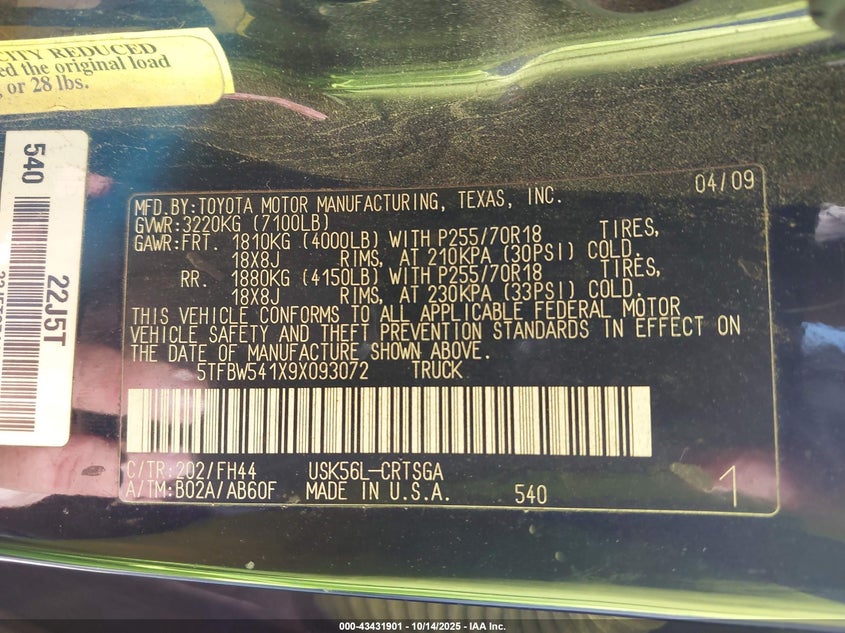 CITY REDUCED
the original load
or 28 lbs.
540
22J5T
04/09
MFD.BY:TOYOTA MOTOR MANUFACTURING, TEXAS, INC.
GVWR:3220KG (7100LB)
GAWR:FRT. 1810KG (4000LB) WITH P255/70R18 TIRES,
18X8J RIMS, AT 210KPA (30PSI) COLD,
RR. 1880KG (4150LB) WITH P255/70R18 TIRES,
18X8J RIMS, AT 230KPA (33PSI) COLD,
THIS VEHICLE CONFORMS TO ALL APPLICABLE FEDERAL MOTOR
VEHICLE SAFETY AND THEFT PREVENTION STANDARDS IN EFFECT ON
THE DATE OF MANUFACTURE SHOWN ABOVE.
5TFBW541X9X093072 TRUCK
C/TR:202/FH44 USK56L-CRTSGA
A/TM:B02A/AB60F MADE IN U.S.A. 540 1
000-43431901 - 10/14/2025 - IAA Inc.